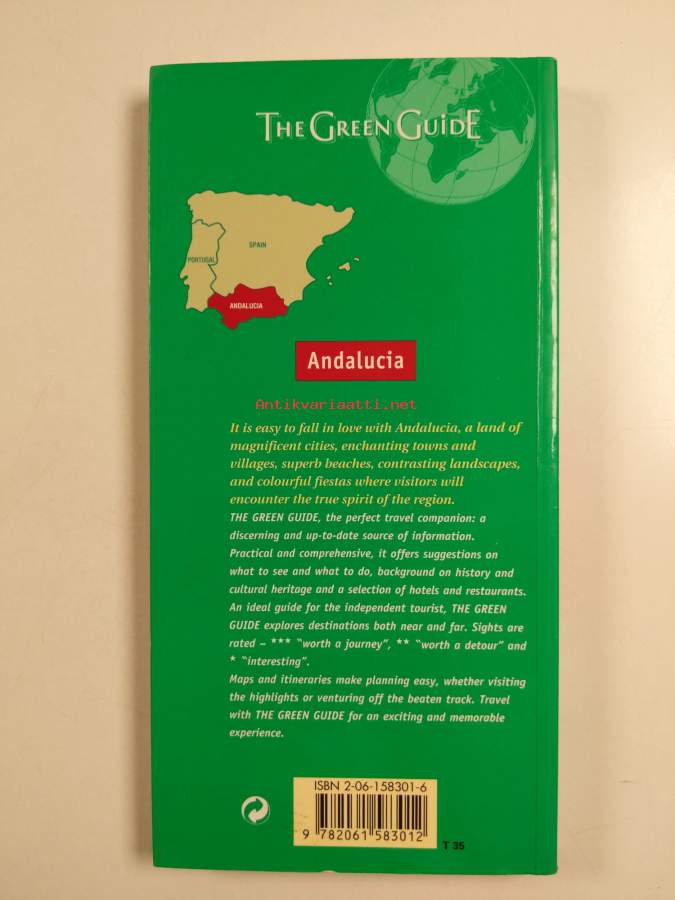 THE GREEN GUIDE
SPAIN
PORTUGAL
ANDALUCIA
Andalucia
Antikvariaatti.net
It is easy to fall in love with Andalucia, a land of
magnificent cities, enchanting towns and
villages, superb beaches, contrasting landscapes,
and colourful fiestas where visitors will
encounter the true spirit of the region.
THE GREEN GUIDE, the perfect travel companion: a
discerning and up-to-date source of information.
Practical and comprehensive, it offers suggestions on
what to see and what to do, background on history and
cultural heritage and a selection of hotels and restaurants.
An ideal guide for the independent tourist, THE GREEN
GUIDE explores destinations both near and far. Sights are
rated – *** "worth a journey", ** "worth a detour" and
* "interesting".
Maps and itineraries make planning easy, whether visiting
the highlights or venturing off the beaten track. Travel
with THE GREEN GUIDE for an exciting and memorable
experience.
ISBN 2-06-158301-6
9 782061 583012
T 35